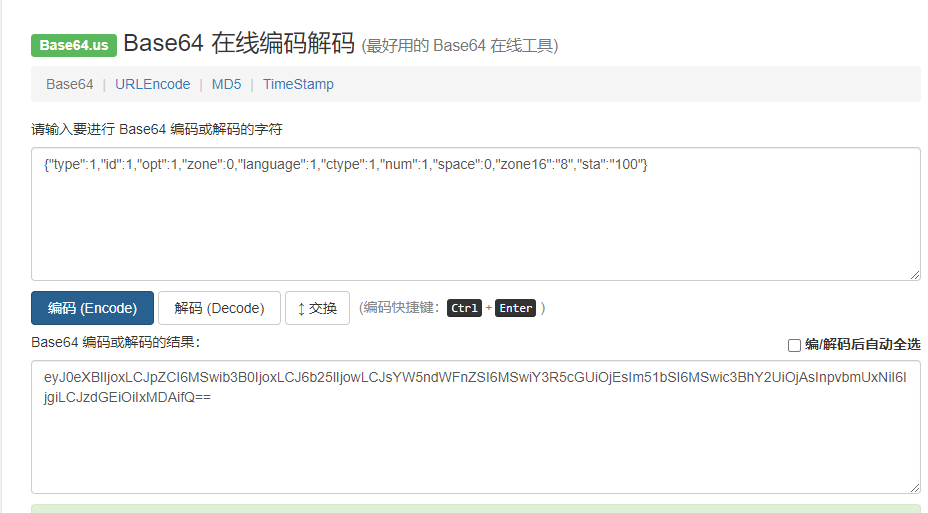 Base64.us Base64 在线编码解码 (最好用的 Base64 在线工具)
Base64 | URLEncode | MD5 | TimeStamp
请输入要进行 Base64 编码或解码的字符
{"type":1,"id":1,"opt":1,"zone":0,"language":1,"ctype":1,"num":1,"space":0,"zone16":"8","sta":"100"}
编码 (Encode) 解码 (Decode) ↕ 交换 (编码快捷键: Ctrl + Enter )
Base64 编码或解码的结果:
编/解码后自动全选
eyJ0eXBlIjoxLCJpZCI6MSwib3B0IjoxLCJ6b25lIjowLCJsYW5ndWFnZSI6MSwiY3R5cGUiOjEsIm51bSI6MSwic3BhY2UiOjAsInpvbmUxNiI6I
jgiLCJzdGEiOiIxMDAifQ==